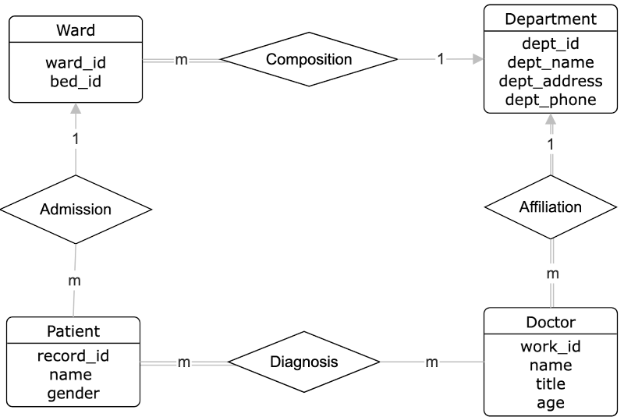 Ward
ward_id
bed_id
m
Composition
1
Department
dept_id
dept_name
dept_address
dept_phone
1
1
Admission
Affiliation
m
m
Patient
record_id
name
gender
m
Diagnosis
m
Doctor
work_id
name
title
age